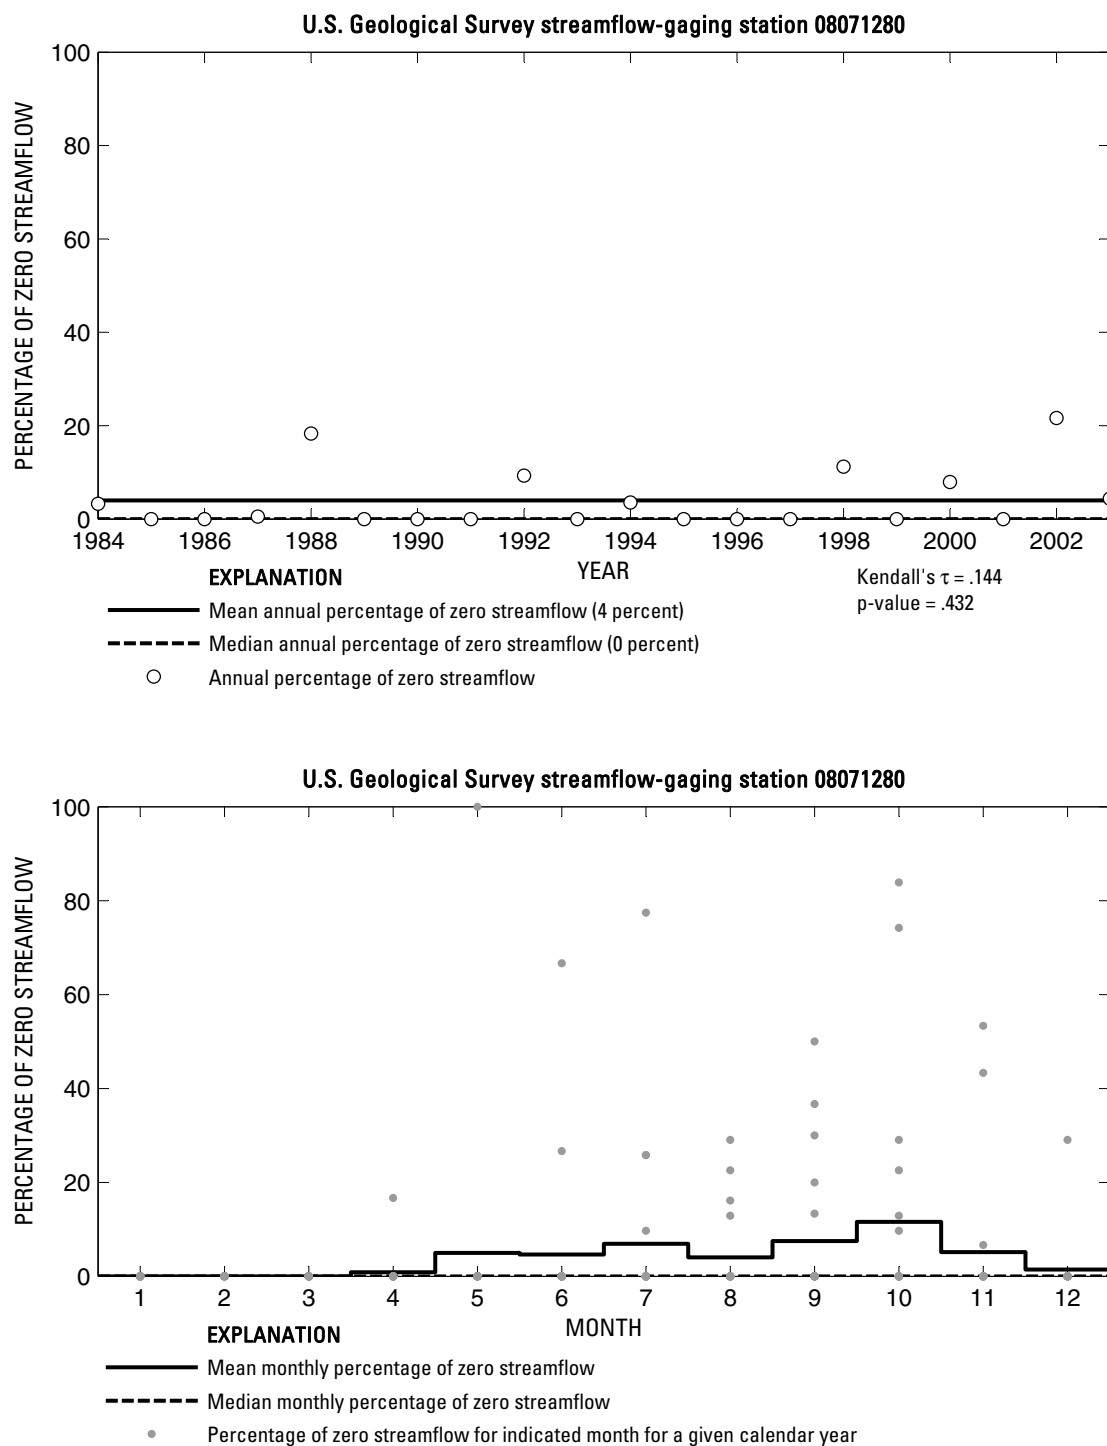 U.S. Geological Survey streamflow-gaging station 08071280
PERCENTAGE OF ZERO STREAMFLOW
100
80
60
40
20
0
1984 1986 1988 1990 1992 1994 1996 1998 2000 2002
YEAR
Kendall's τ = .144
p-value = .432
EXPLANATION
Mean annual percentage of zero streamflow (4 percent)
Median annual percentage of zero streamflow (0 percent)
Annual percentage of zero streamflow
U.S. Geological Survey streamflow-gaging station 08071280
PERCENTAGE OF ZERO STREAMFLOW
100
80
60
40
20
0
1 2 3 4 5 6 7 8 9 10 11 12
MONTH
EXPLANATION
Mean monthly percentage of zero streamflow
Median monthly percentage of zero streamflow
Percentage of zero streamflow for indicated month for a given calendar year